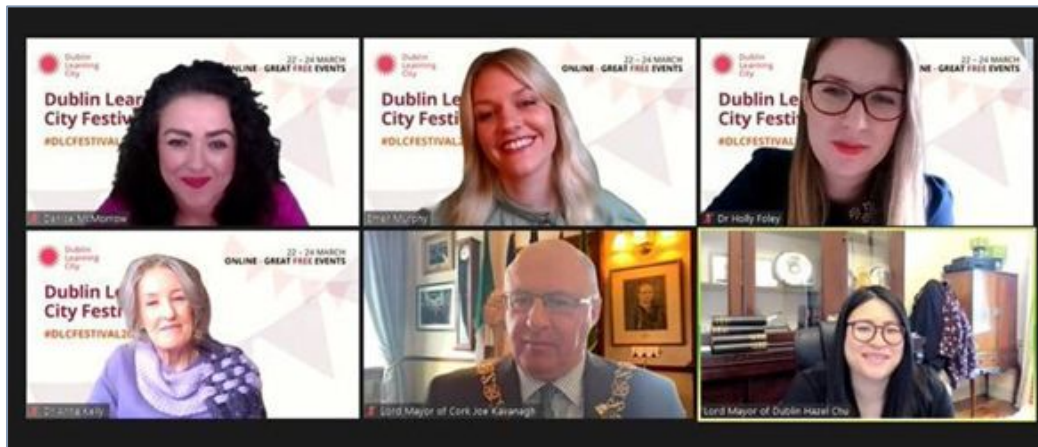 Dublin
Learning
City
22 – 24 MARCH
ONLINE - GREAT FREE EVENTS
Dublin Lear
City Festiv
#DLCFESTIVAL2
Denise McMorrow
Dublin
Learning
City
22 – 24 MARCH
ONLINE - GREAT FREE EVENTS
Dublin Le
City Fest
#DLCFESTIVAL
Emer Murphy
Dublin
Learning
City
22 – 24 MARCH
NE - GREAT FREE EVENTS
Dublin Le
City Festi
#DLCFESTIVAL
Dr Holly Foley
Dublin
Learning
City
22 – 24 MARCH
ONLINE - GREAT FREE EVENTS
Dublin L
City Festi
#DLCFESTIVAL20
Dr Anna Kelly
Lord Mayor of Cork Joe Kavanagh
Lord Mayor of Dublin Hazel Chu